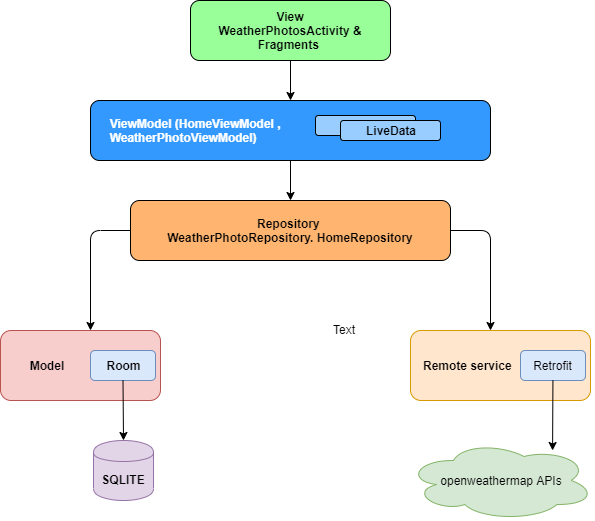 View
WeatherPhotosActivity &
Fragments
ViewModel (HomeViewModel ,
WeatherPhotoViewModel)
LiveData
Repository
WeatherPhotoRepository. HomeRepository
Text
Model
Room
Remote service
Retrofit
SQLITE
openweathermap APIs